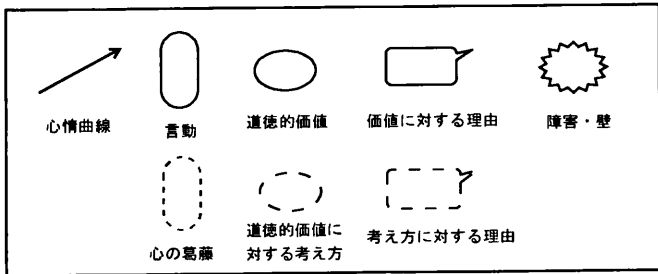 心情曲線
言動
道徳的価値
価値に対する理由
障害・壁
心の葛藤
道徳的価値に
対する考え方
考え方に対する理由